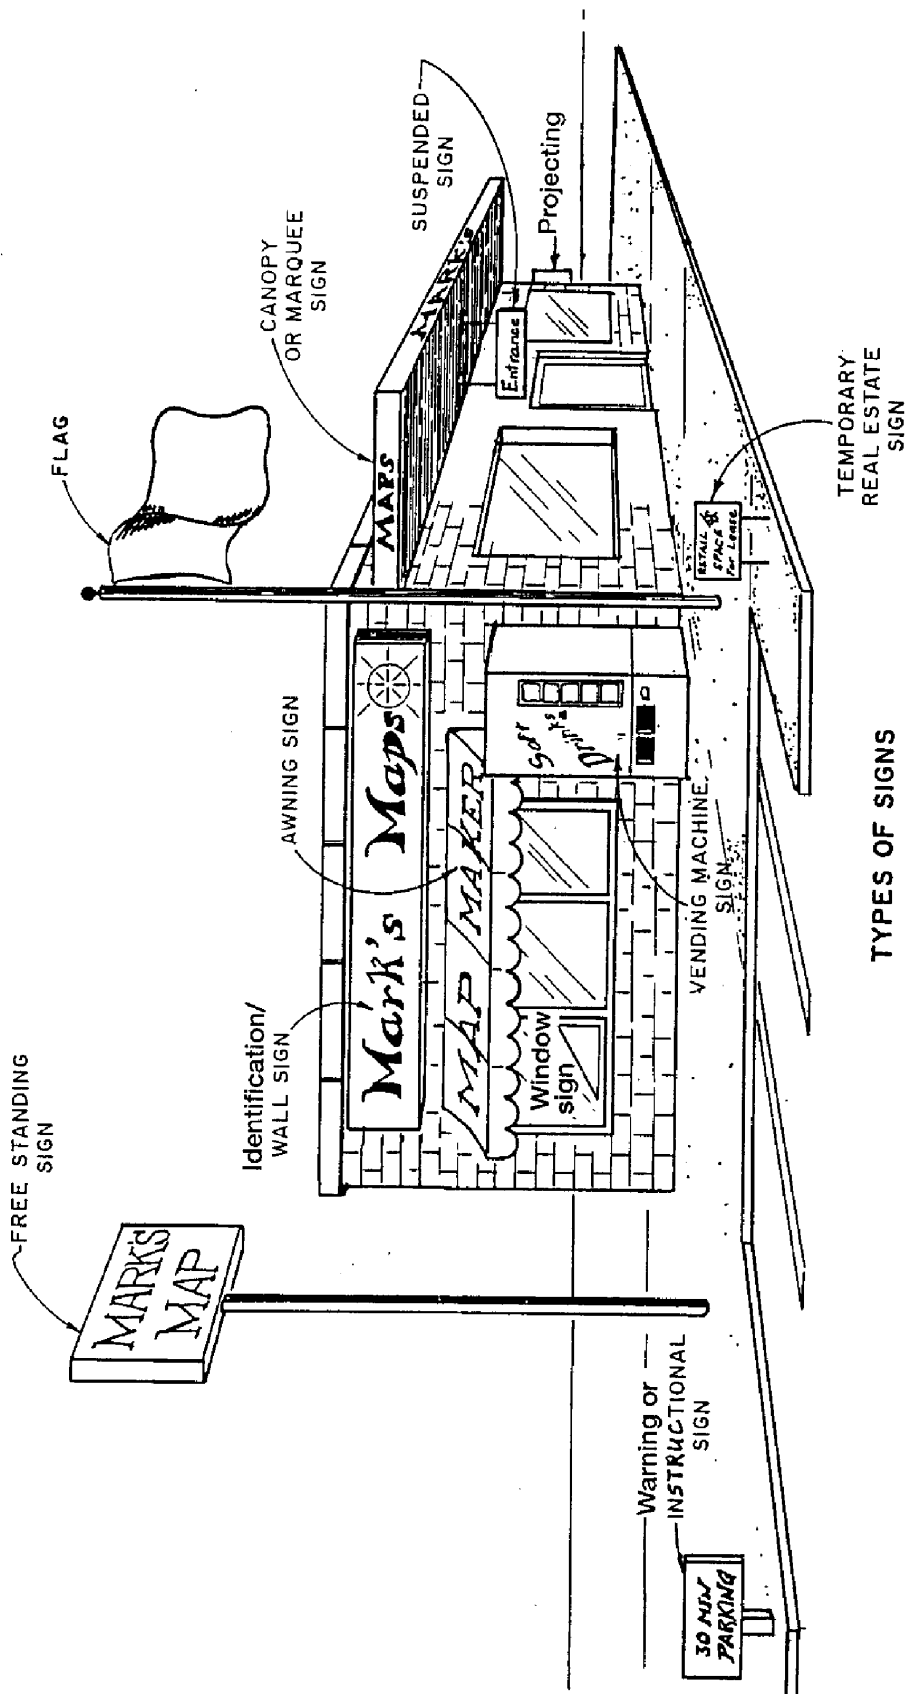 FREE STANDING
SIGN
MARK'S
MAP
Identification/
WALL SIGN
Mark's Maps
AWNING SIGN
MAP MAKER
Window
sign
FLAG
CANOPY
OR MARQUEE
SIGN
MAPS
MARK'S
SUSPENDED
SIGN
Entrance
Projecting
Soft
Drinks
VENDING MACHINE
SIGN
RETAIL
SPACE
For Lease
TEMPORARY
REAL ESTATE
SIGN
Warning or
INSTRUCTIONAL
SIGN
30 MIN
PARKING
TYPES OF SIGNS